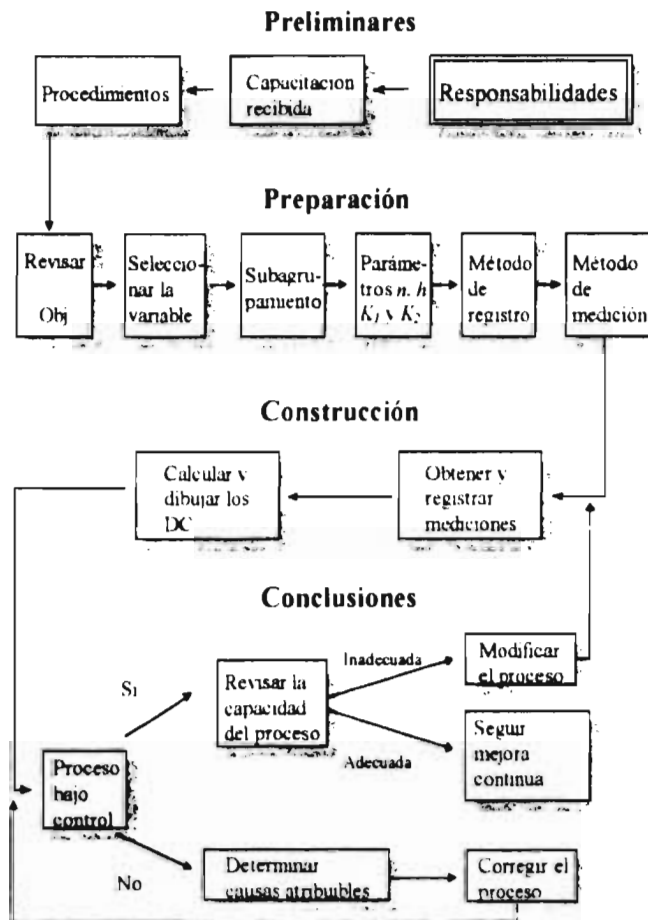 Preliminares
Procedimientos
Capacitacion
recibida
Responsabilidades
Preparación
Revisar
Obj
Seleccio-
nar la
variable
Subagru-
pamiento
Paráme-
tros n. h
K₁ y K₂
Método
de
registro
Método
de
medición
Construcción
Calcular y
dibujar los
DC
Obtener y
registrar
mediciones
Conclusiones
Si
Revisar la
capacidad
del proceso
Inadecuada
Modificar
el proceso
Adecuada
Seguir
mejora
continua
Proceso
bajo
control
No
Determinar
causas atribuibles
Corregir el
proceso